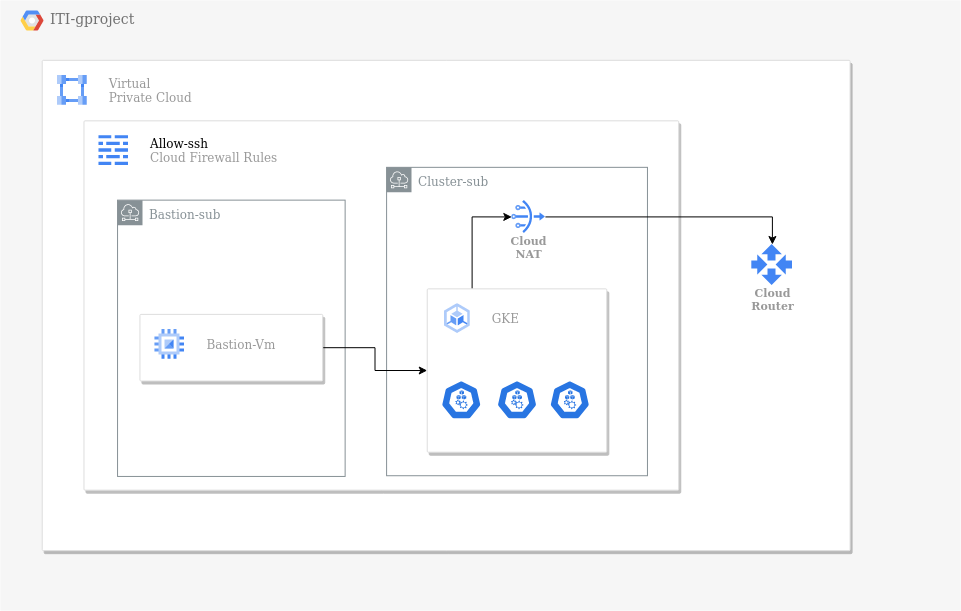 ITI-gproject
Virtual
Private Cloud
Allow-ssh
Cloud Firewall Rules
Bastion-sub
Cluster-sub
Cloud
NAT
Cloud
Router
GKE
Bastion-Vm